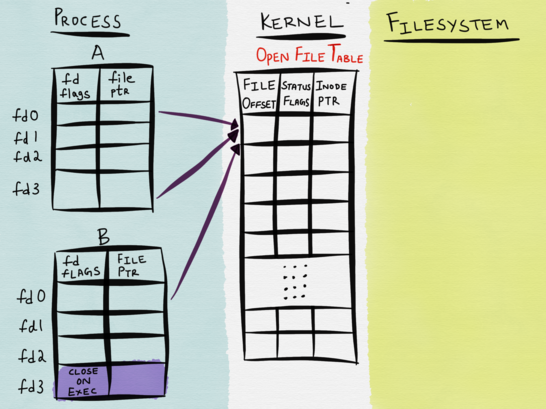 PROCESS
A
fd flags
file ptr
fd0
fd1
fd2
fd3
B
fd FLAGS
FILE PTR
fd0
fd1
fd2
fd3
CLOSE ON EXEC
KERNEL
OPEN FILE TABLE
FILE OFFSET
STATUS FLAGS
INODE PTR
FILESYSTEM